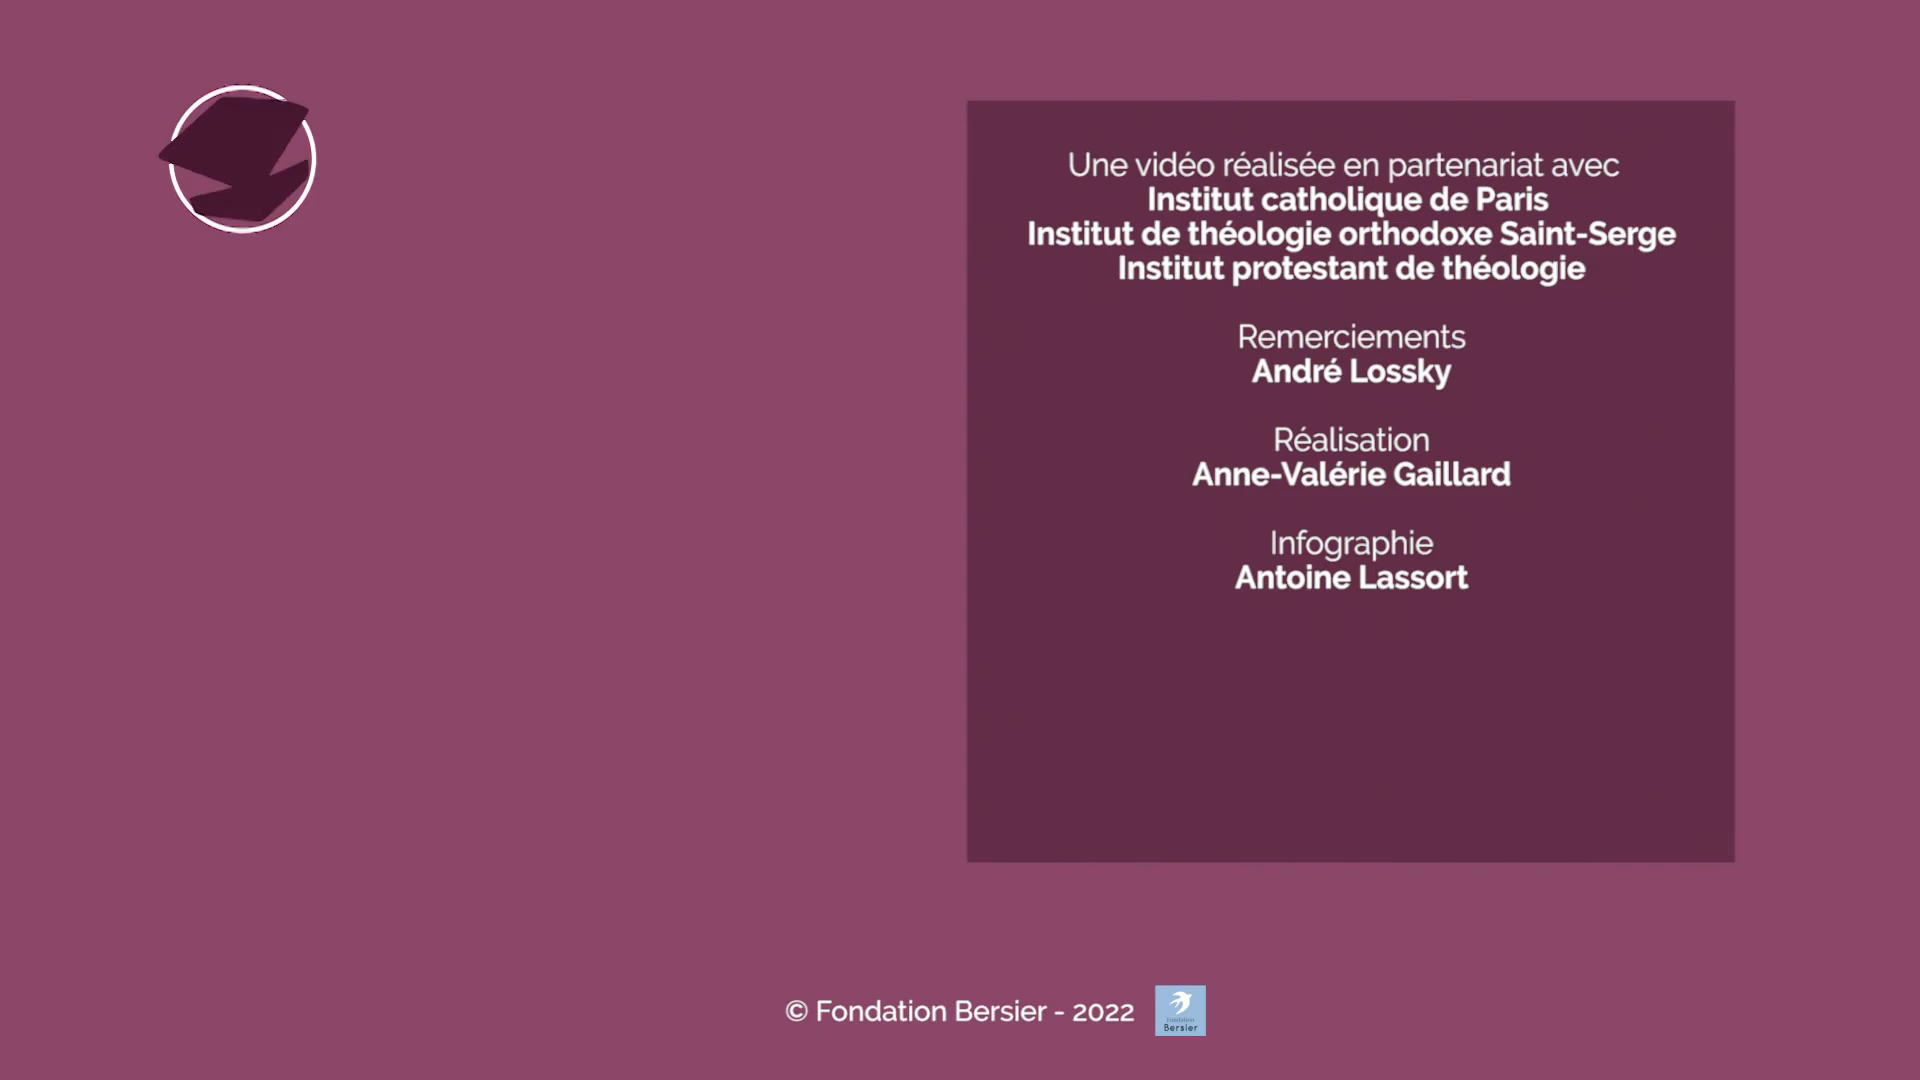 Une vidéo réalisée en partenariat avec
Institut catholique de Paris
Institut de théologie orthodoxe Saint-Serge
Institut protestant de théologie
Remerciements
André Lossky
Réalisation
Anne-Valérie Gaillard
Infographie
Antoine Lassort
© Fondation Bersier - 2022
Fondation
Bersier